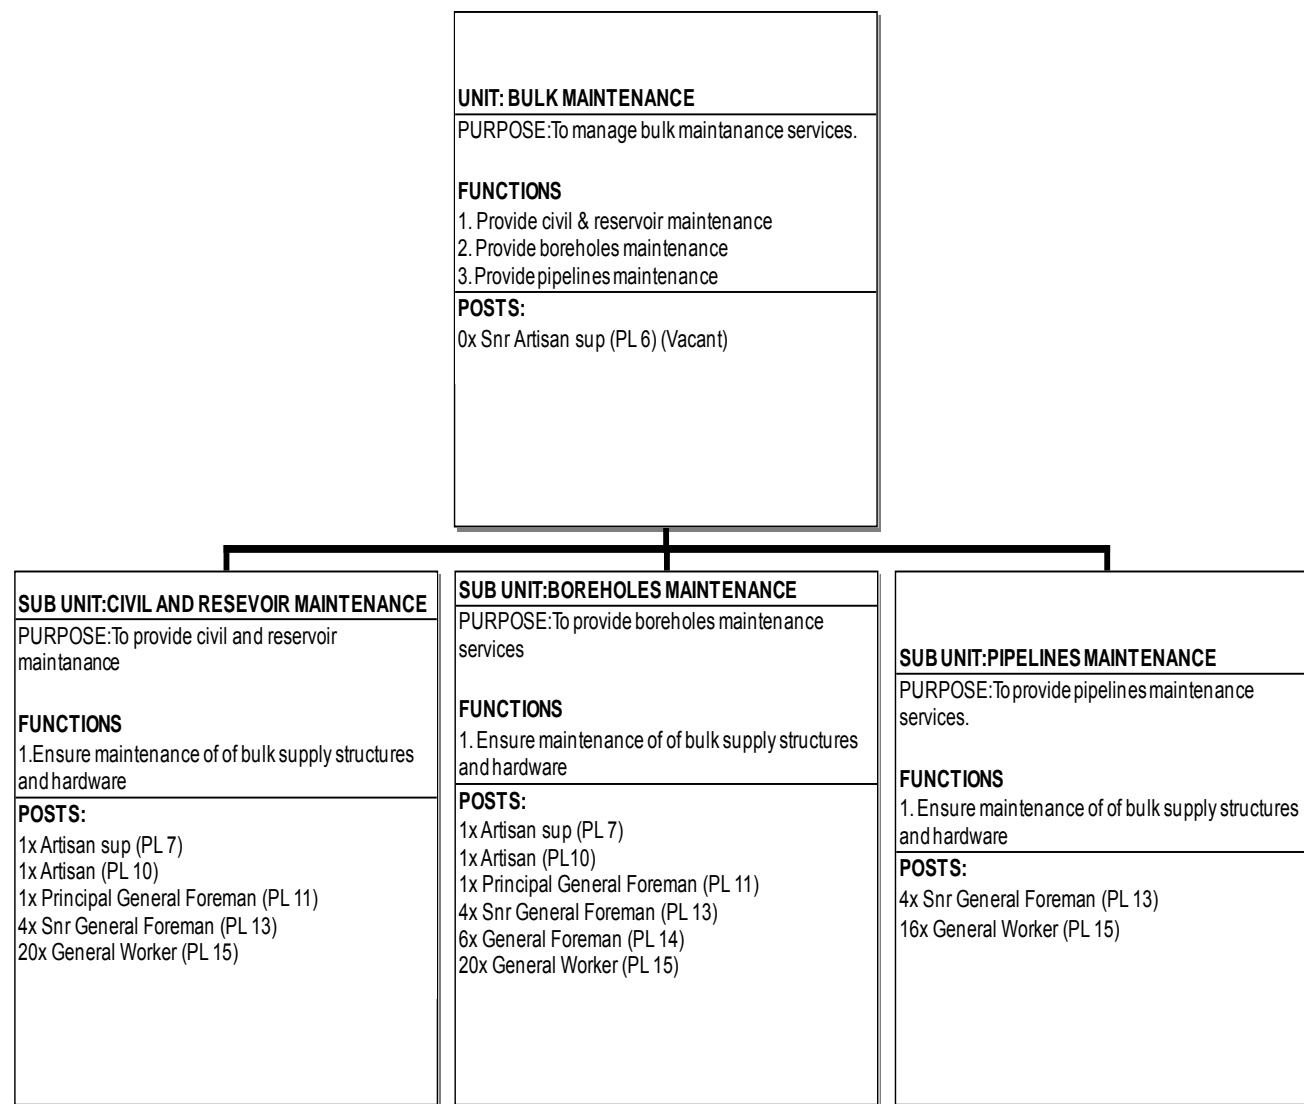 UNIT: BULK MAINTENANCE
PURPOSE:To manage bulk maintanance services.
FUNCTIONS
1. Provide civil & reservoir maintenance
2. Provide boreholes maintenance
3. Provide pipelines maintenance
POSTS:
0x Snr Artisan sup (PL 6) (Vacant)
SUB UNIT:CIVIL AND RESEVOIR MAINTENANCE
PURPOSE:To provide civil and reservoir
maintanance
FUNCTIONS
1.Ensure maintenance of of bulk supply structures
and hardware
POSTS:
1x Artisan sup (PL 7)
1x Artisan (PL 10)
1x Principal General Foreman (PL 11)
4x Snr General Foreman (PL 13)
20x General Worker (PL 15)
SUB UNIT:BOREHOLES MAINTENANCE
PURPOSE:To provide boreholes maintenance
services
FUNCTIONS
1. Ensure maintenance of of bulk supply structures
and hardware
POSTS:
1x Artisan sup (PL 7)
1x Artisan (PL10)
1x Principal General Foreman (PL 11)
4x Snr General Foreman (PL 13)
6x General Foreman (PL 14)
20x General Worker (PL 15)
SUB UNIT:PIPELINES MAINTENANCE
PURPOSE:To provide pipelines maintenance
services.
FUNCTIONS
1. Ensure maintenance of of bulk supply structures
and hardware
POSTS:
4x Snr General Foreman (PL 13)
16x General Worker (PL 15)